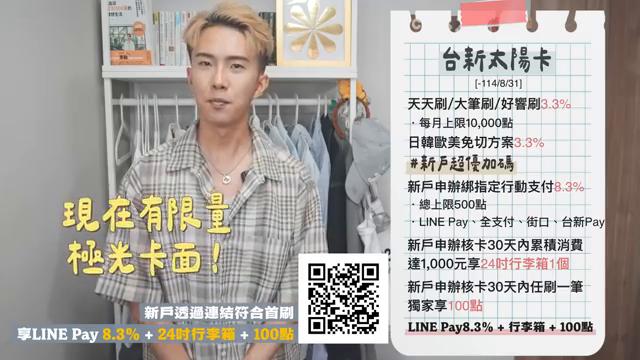 台新太陽卡
[-114/8/31]
天天刷/大筆刷/好響刷3.3%
·每月上限10,000點
日韓歐美免切方案3.3%
#新戶超優加碼
新戶申辦綁指定行動支付8.3%
·總上限500點
·LINE Pay、全支付、街口、台新Pay
新戶申辦核卡30天內累積消費
達1,000元享24吋行李箱1個
新戶申辦核卡30天內任刷一筆
獨家享100點
LINE Pay8.3% + 行李箱 + 100點
現在有限量
極光卡面！
新戶透過連結符合首刷
享LINE Pay 8.3% + 24吋行李箱 + 100點